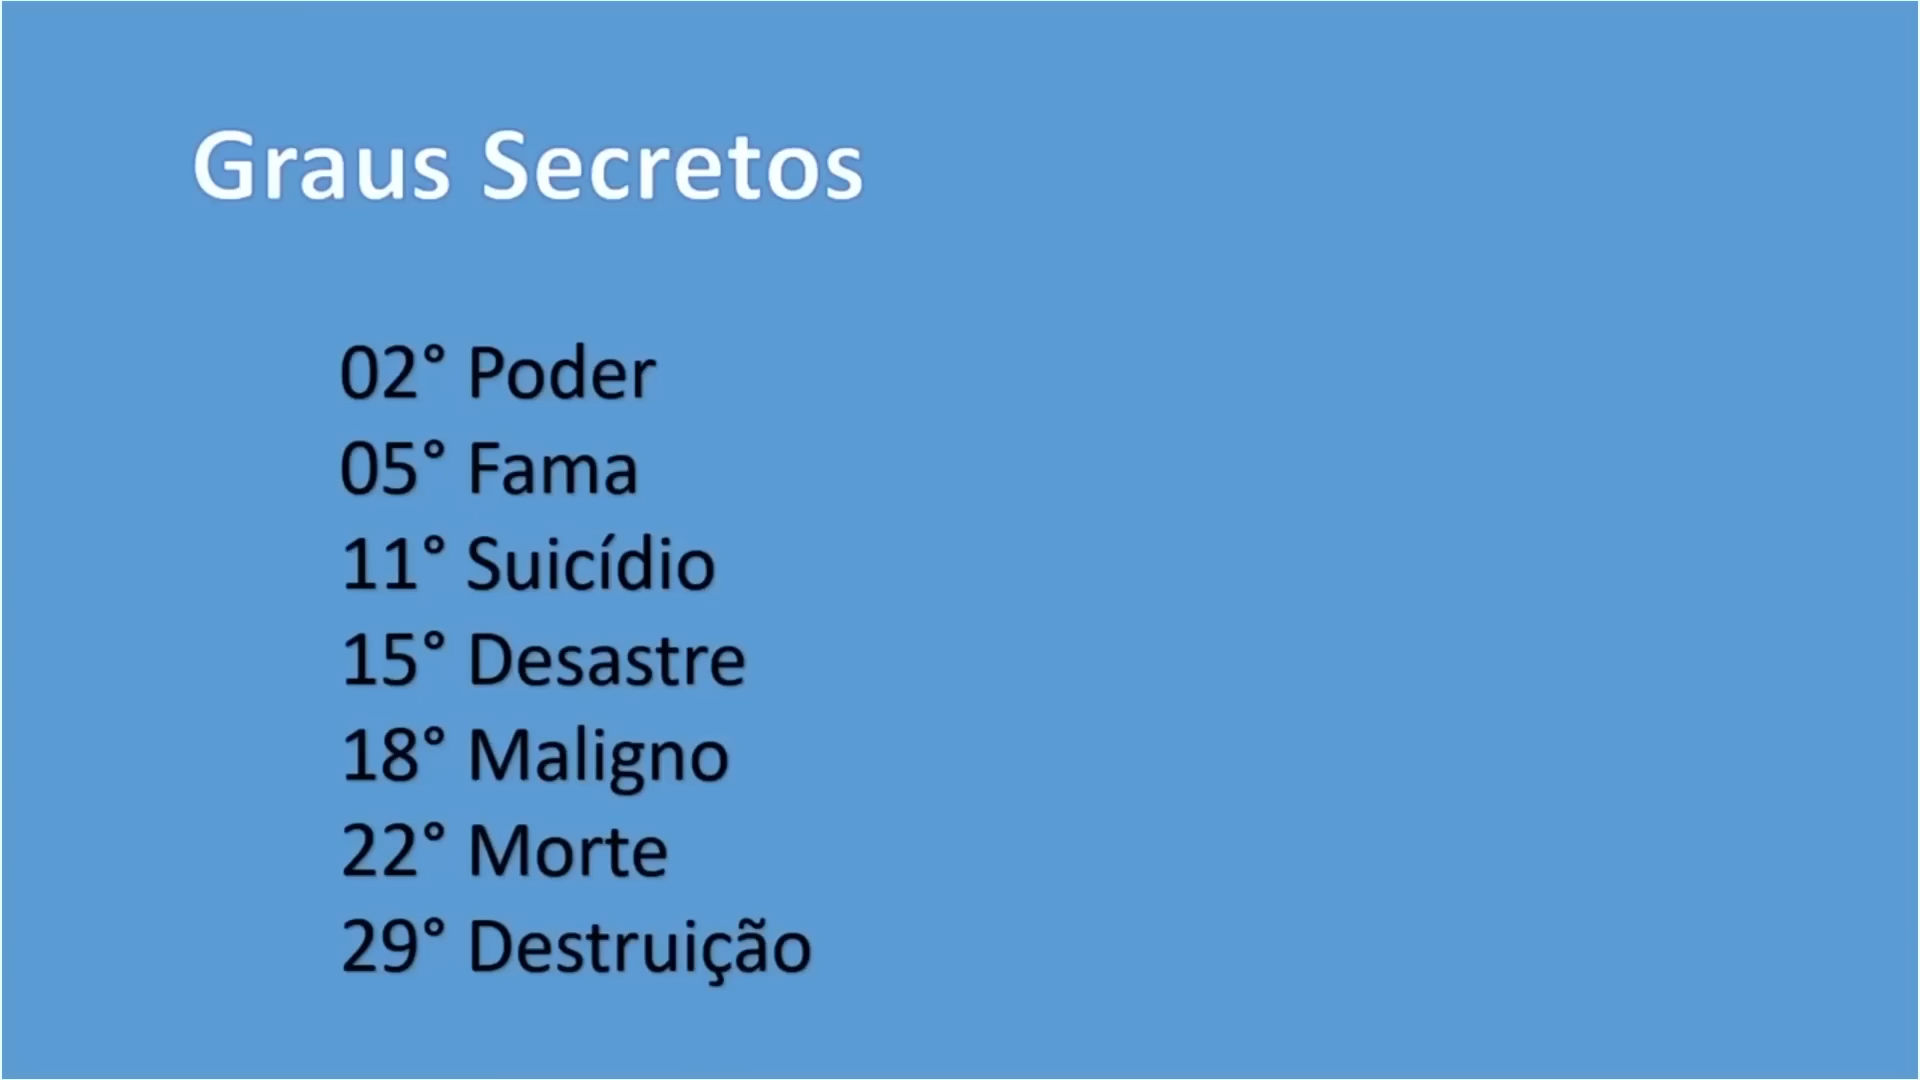 Graus Secretos
02° Poder
05° Fama
11° Suicídio
15° Desastre
18° Maligno
22° Morte
29° Destruição